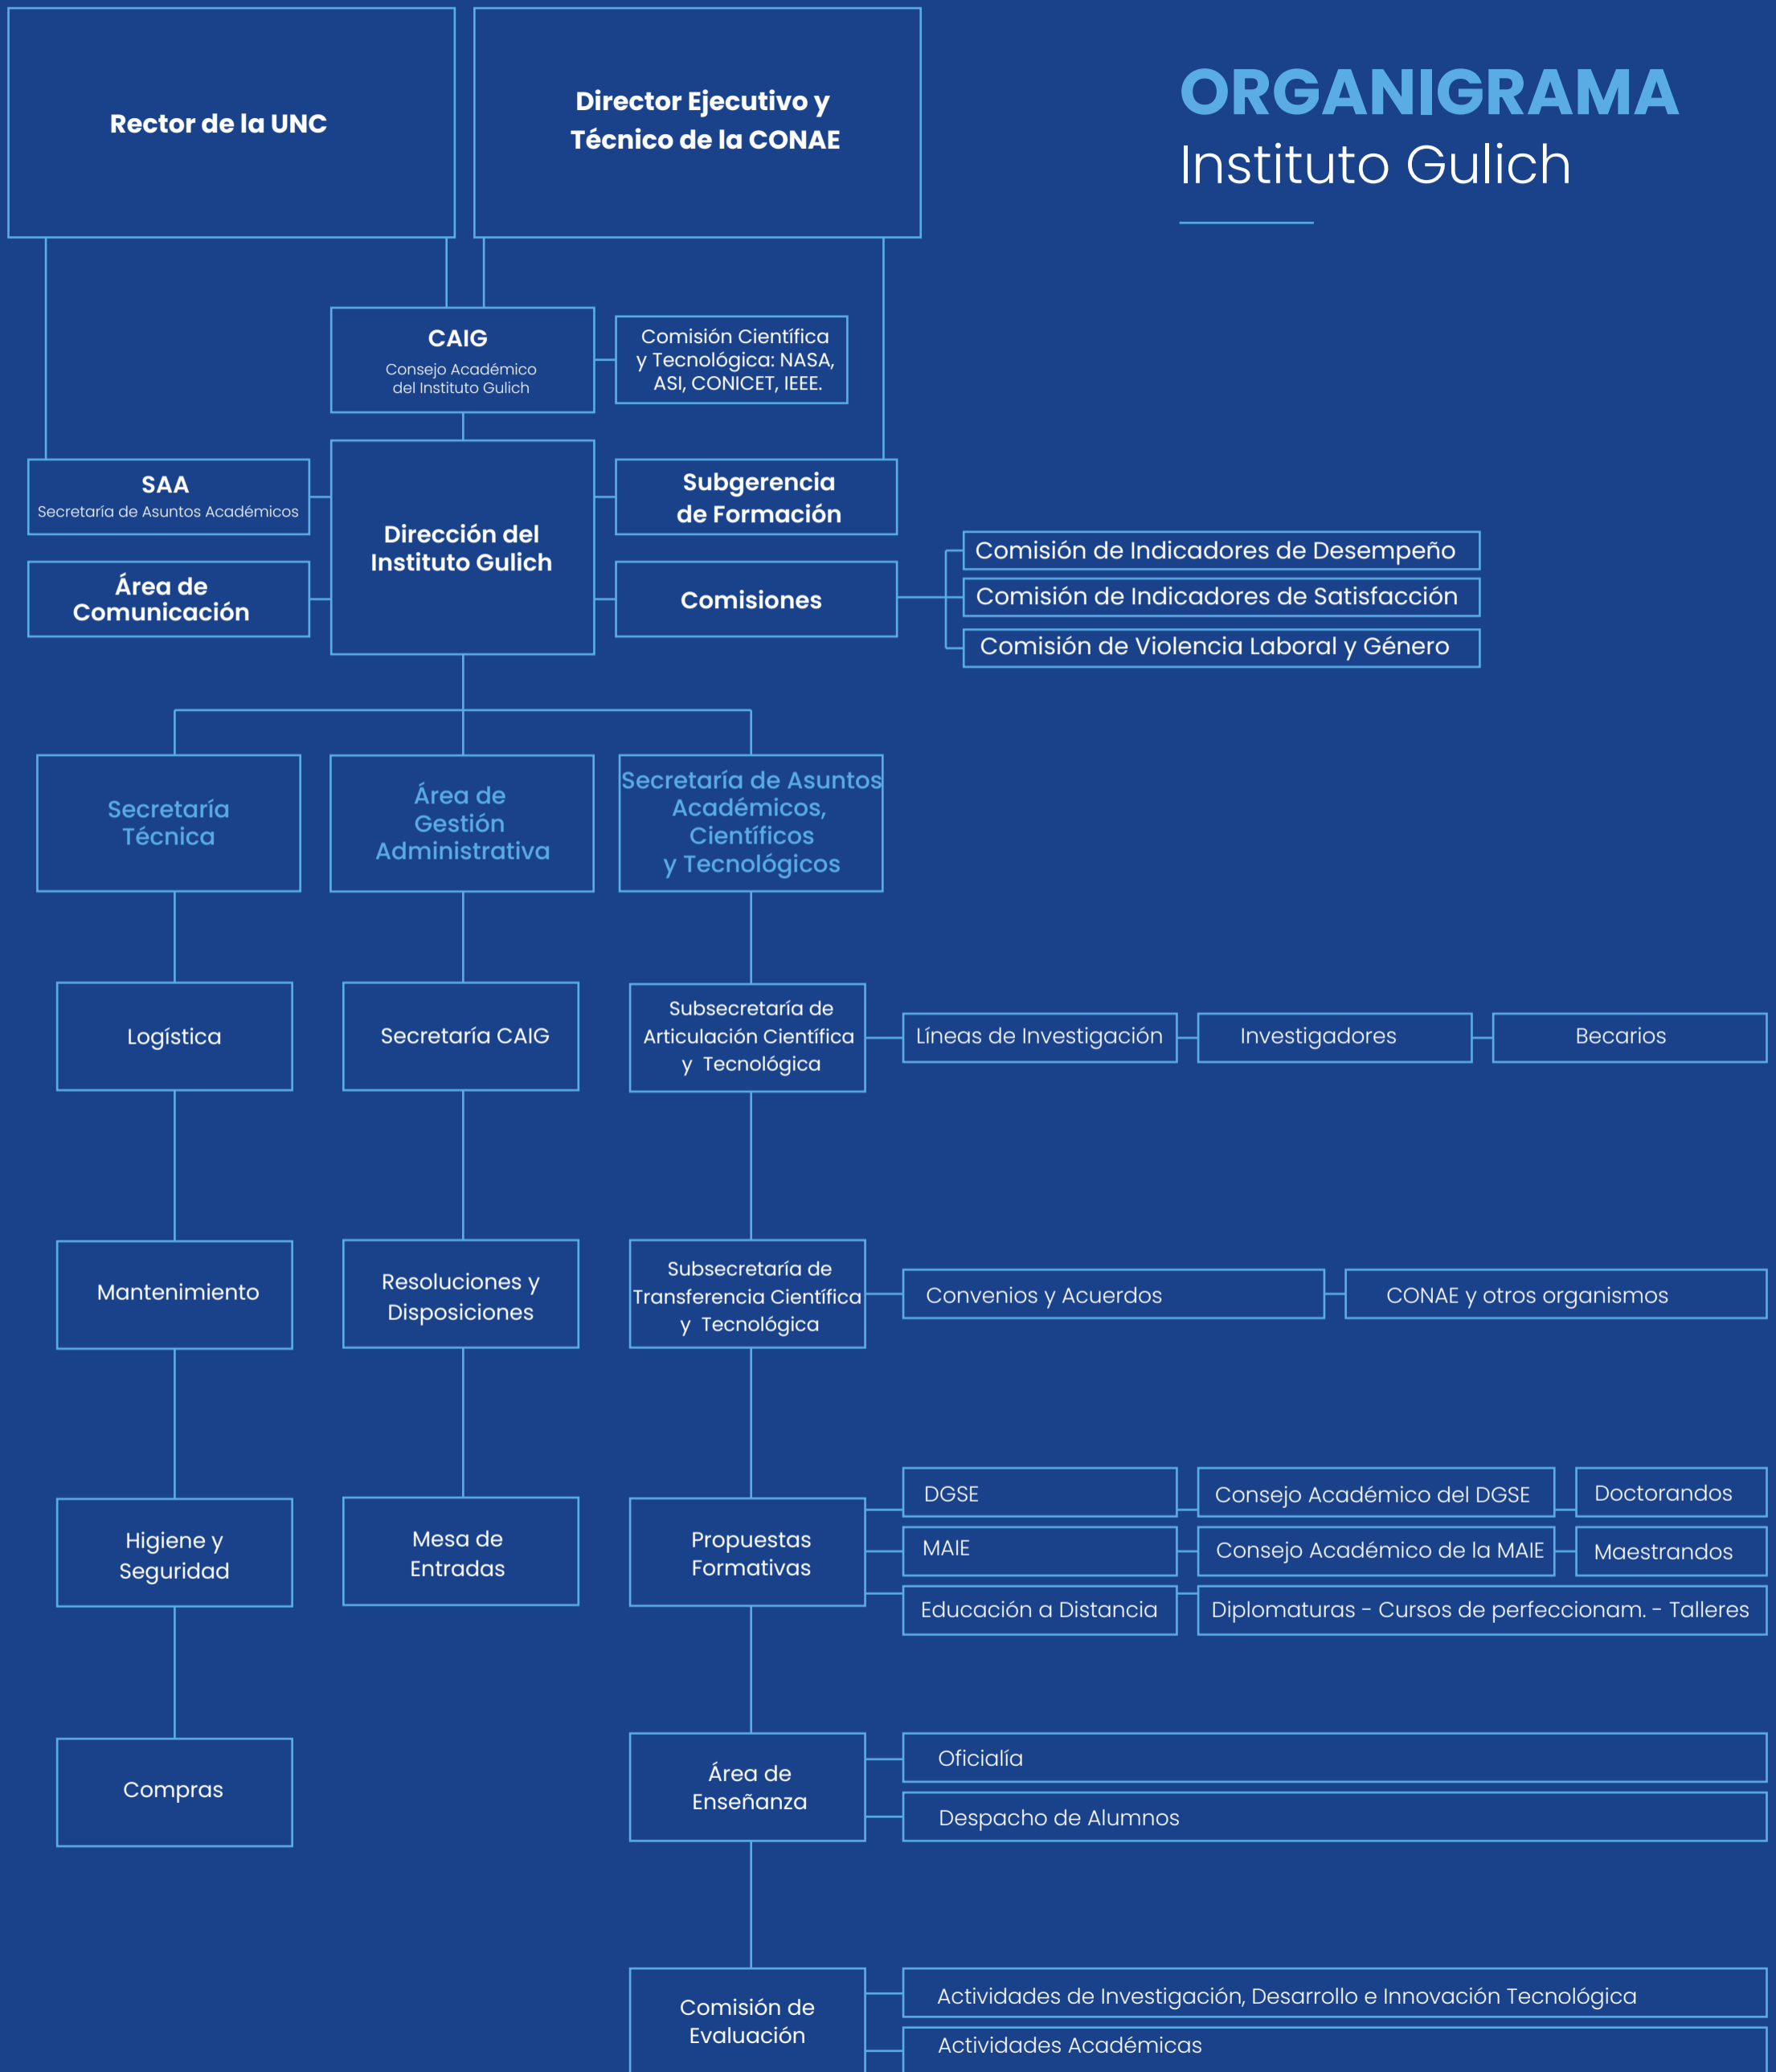 ORGANIGRAMA
Instituto Gulich
Rector de la UNC
Director Ejecutivo y
Técnico de la CONAE
CAIG
Consejo Académico
del Instituto Gulich
Comisión Científica
y Tecnológica: NASA,
ASI, CONICET, IEEE.
SAA
Secretaría de Asuntos Académicos
Dirección del
Instituto Gulich
Subgerencia
de Formación
Área de
Comunicación
Comisiones
Comisión de Indicadores de Desempeño
Comisión de Indicadores de Satisfacción
Comisión de Violencia Laboral y Género
Secretaría
Técnica
Área de
Gestión
Administrativa
Secretaría de Asuntos
Académicos,
Científicos
y Tecnológicos
Logística
Secretaría CAIG
Subsecretaría de
Articulación Científica
y Tecnológica
Líneas de Investigación
Investigadores
Becarios
Mantenimiento
Resoluciones y
Disposiciones
Subsecretaría de
Transferencia Científica
y Tecnológica
Convenios y Acuerdos
CONAE y otros organismos
Higiene y
Seguridad
Mesa de
Entradas
Propuestas
Formativas
DGSE
Consejo Académico del DGSE
Doctorandos
MAIE
Consejo Académico de la MAIE
Maestrandos
Educación a Distancia
Diplomaturas - Cursos de perfeccionam. - Talleres
Compras
Área de
Enseñanza
Oficialía
Despacho de Alumnos
Comisión de
Evaluación
Actividades de Investigación, Desarrollo e Innovación Tecnológica
Actividades Académicas